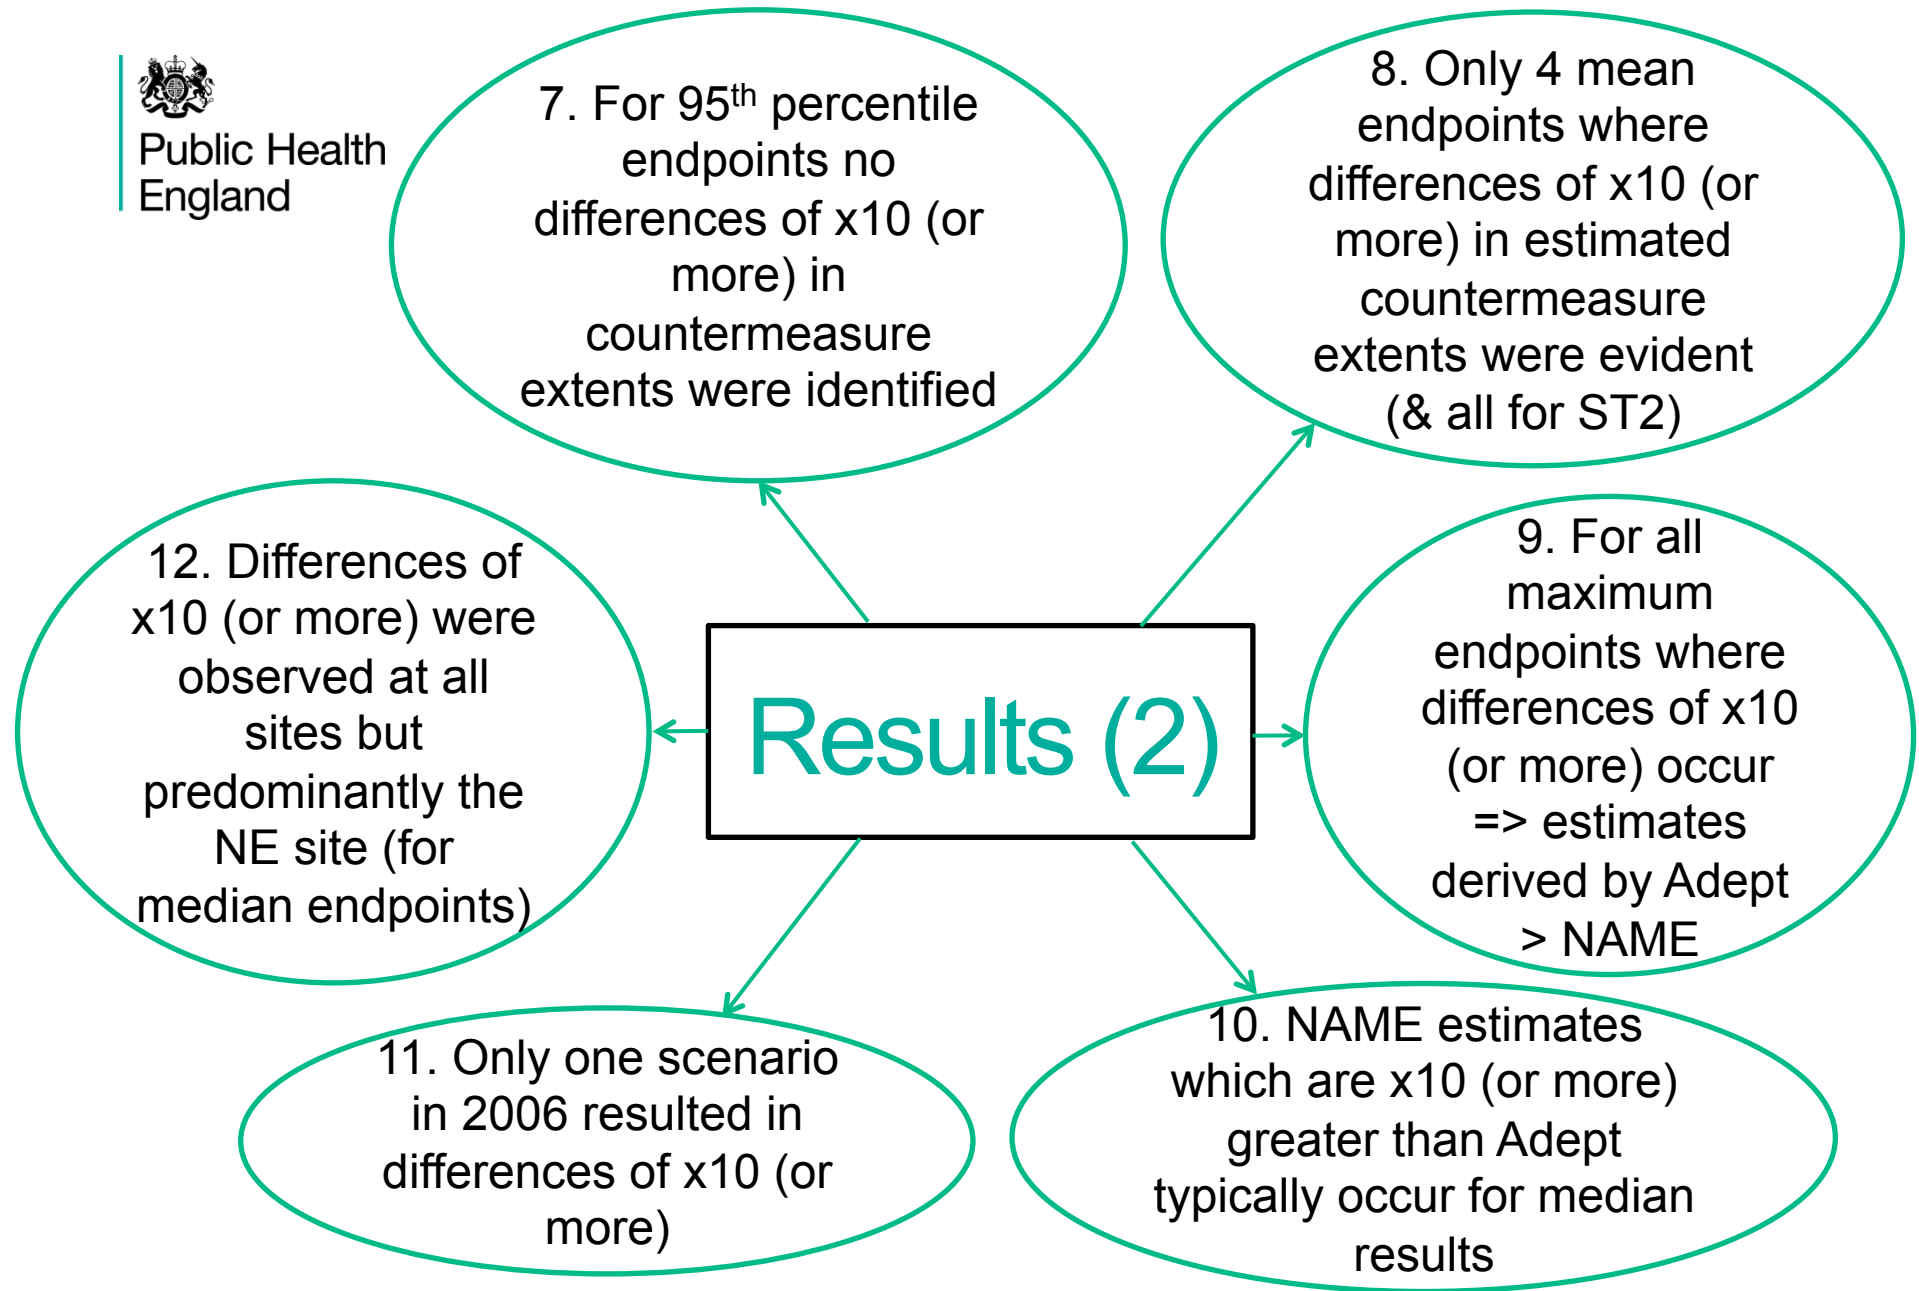 Public Health
England
7. For 95th percentile
endpoints no
differences of x10 (or
more) in
countermeasure
extents were identified
8. Only 4 mean
endpoints where
differences of x10 (or
more) in estimated
countermeasure
extents were evident
(& all for ST2)
9. For all
maximum
endpoints where
differences of x10
(or more) occur
=> estimates
derived by Adept
> NAME
10. NAME estimates
which are x10 (or more)
greater than Adept
typically occur for median
results
11. Only one scenario
in 2006 resulted in
differences of x10 (or
more)
12. Differences of
x10 (or more) were
observed at all
sites but
predominantly the
NE site (for
median endpoints)
Results (2)